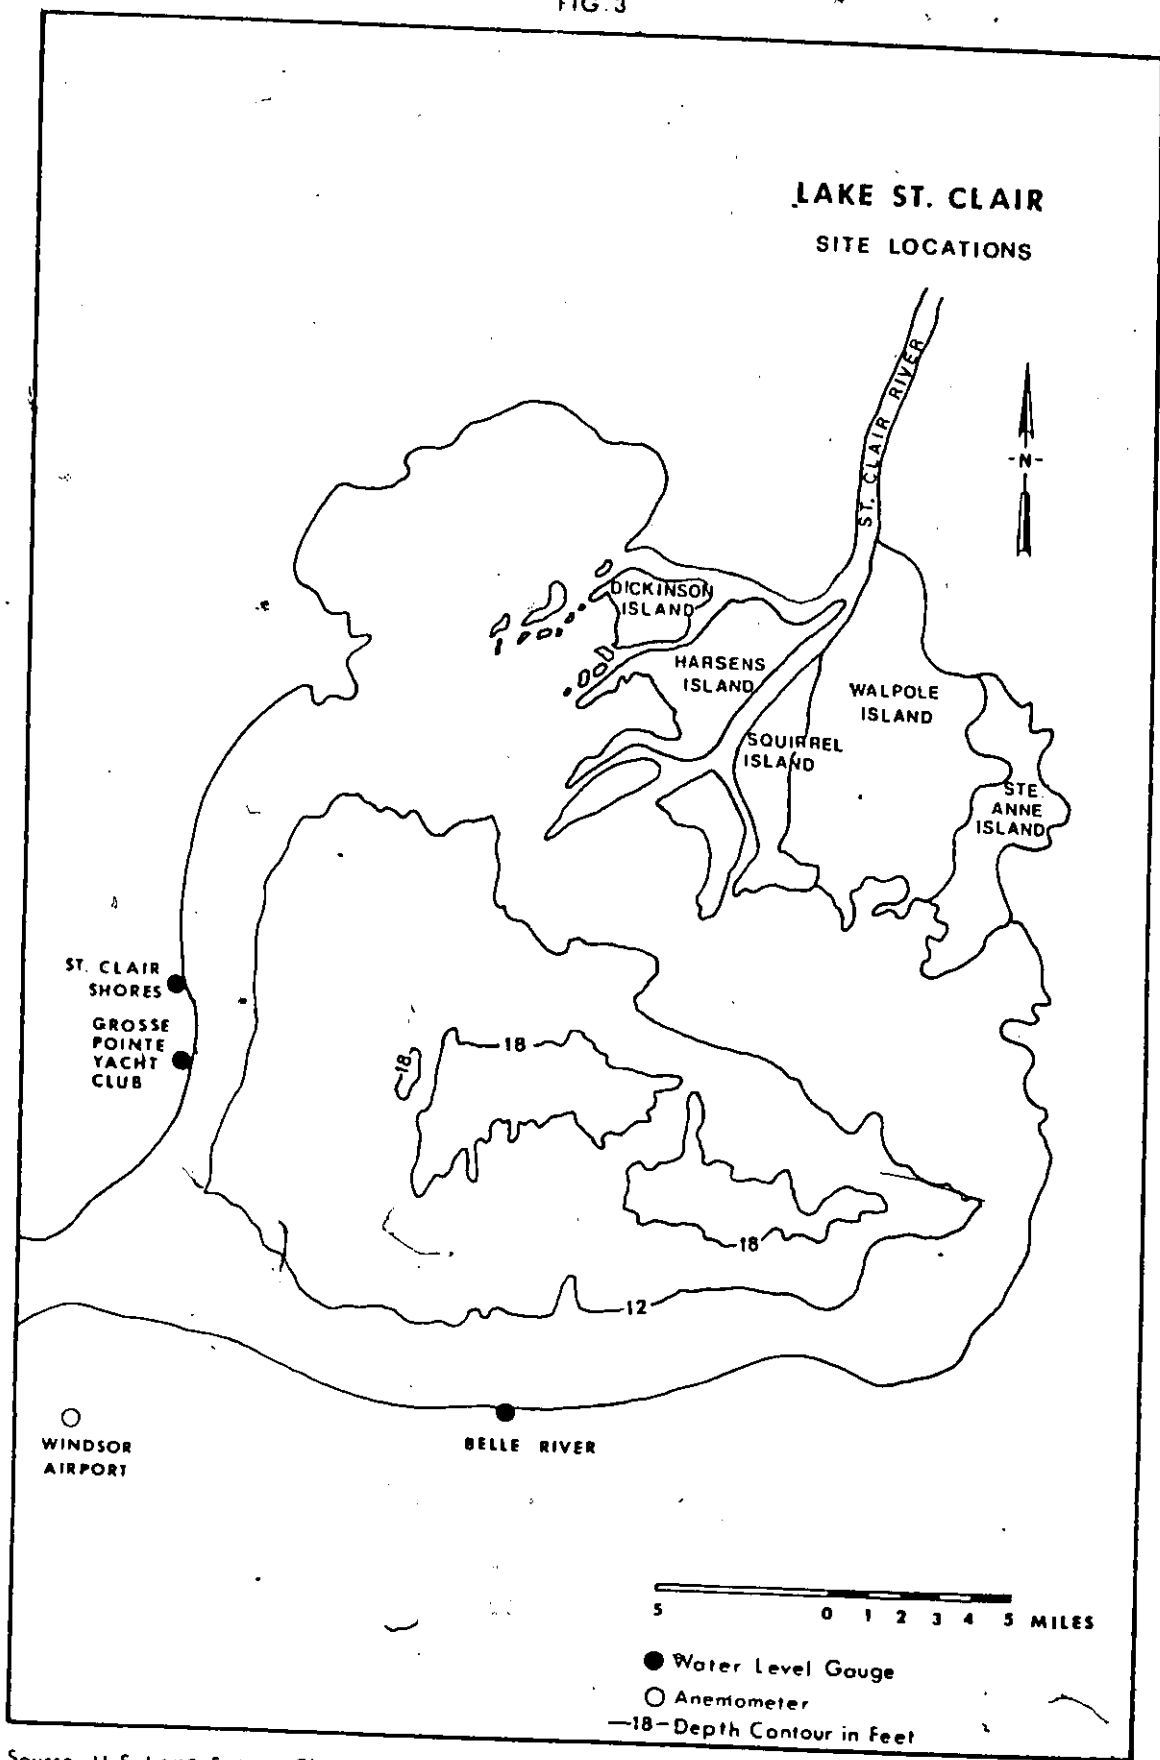 FIG. 3
LAKE ST. CLAIR
SITE LOCATIONS
ST. CLAIR RIVER
-N-
DICKINSON
ISLAND
HARSENS
ISLAND
WALPOLE
ISLAND
SQUIRREL
ISLAND
STE.
ANNE
ISLAND
ST. CLAIR
SHORES
GROSSE
POINTE
YACHT
CLUB
18
18
18
12
WINDSOR
AIRPORT
BELLE RIVER
5 0 1 2 3 4 5 MILES
Water Level Gauge
Anemometer
—18—Depth Contour in Feet
Source U.S.